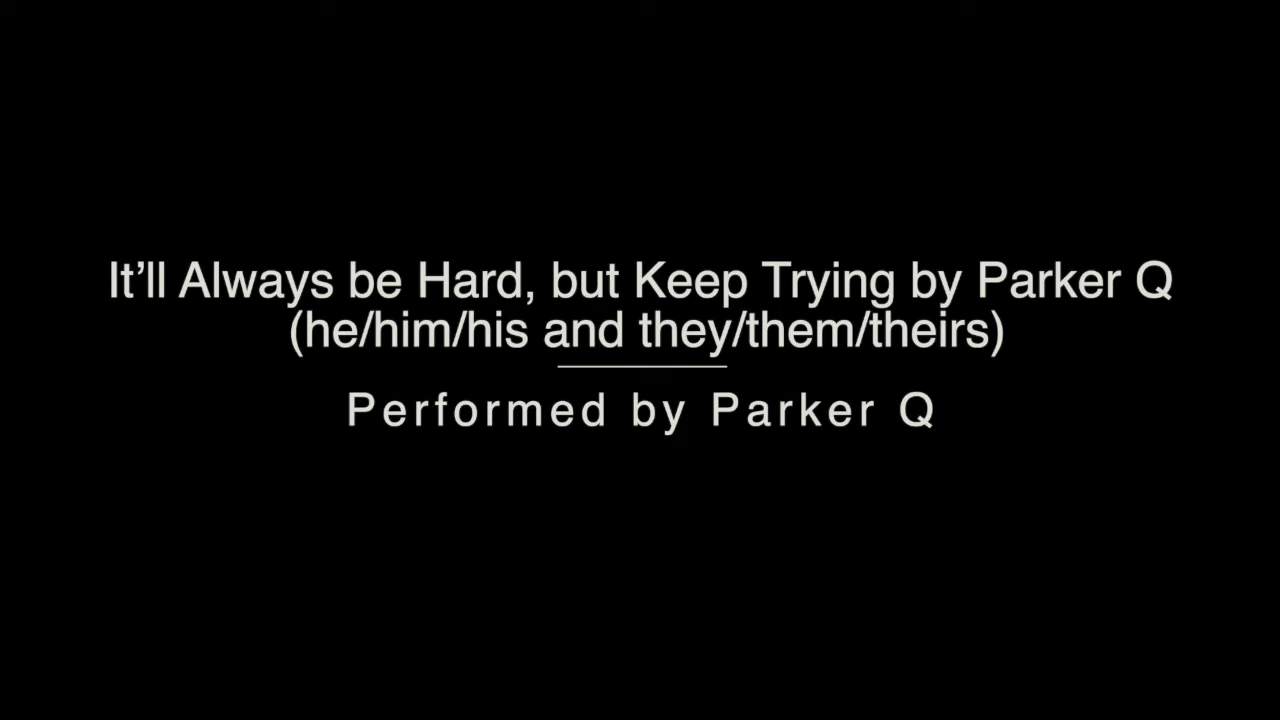 It’ll Always be Hard, but Keep Trying by Parker Q
(he/him/his and they/them/theirs)
Performed by Parker Q